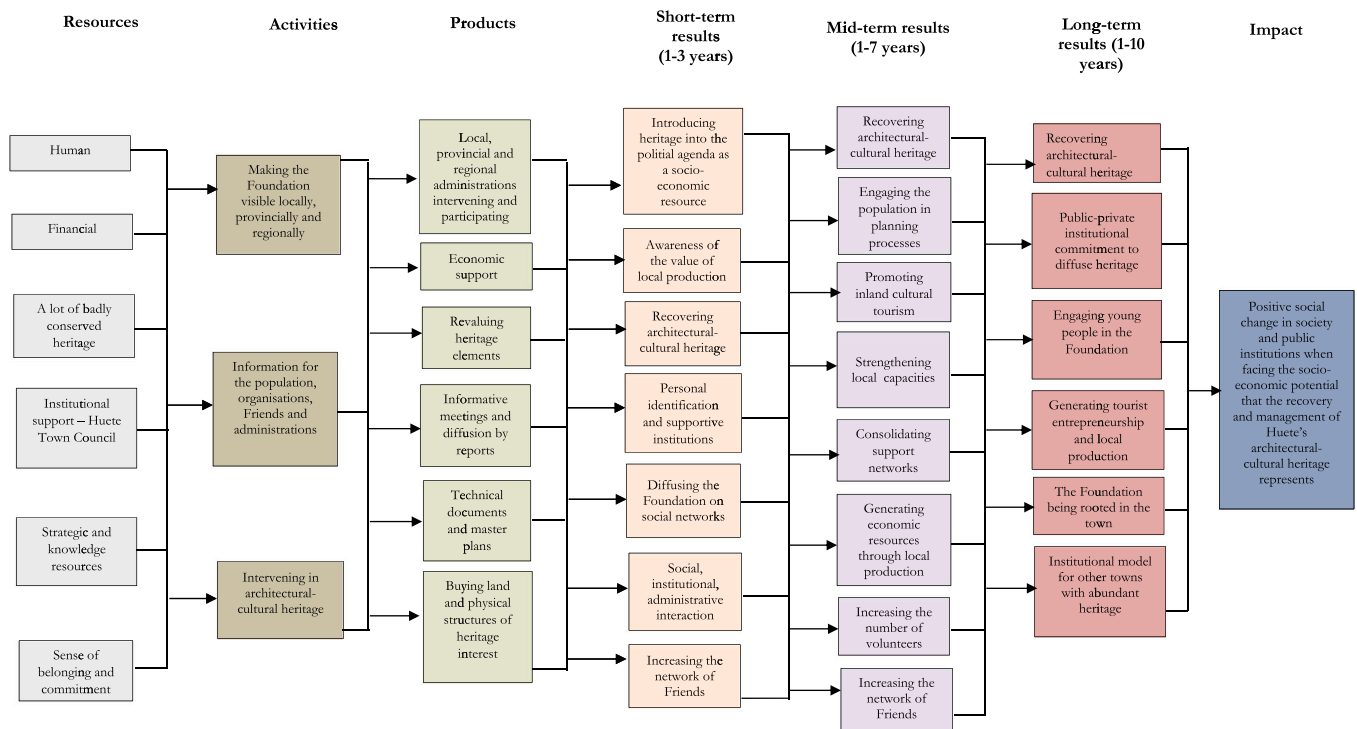 Resources
Activities
Products
Short-term
results
(1-3 years)
Mid-term results
(1-7 years)
Long-term
results (1-10
years)
Impact
Human
Financial
A lot of badly
conserved
heritage
Institutional
support – Huete
Town Council
Strategic and
knowledge
resources
Sense of
belonging and
commitment
Making the
Foundation
visible locally,
provincially and
regionally
Information for
the population,
organisations,
Friends and
administrations
Intervening in
architectural-
cultural heritage
Local,
provincial and
regional
administrations
intervening and
participating
Economic
support
Revaluing
heritage
elements
Informative
meetings and
diffusion by
reports
Technical
documents
and master
plans
Buying land
and physical
structures of
heritage
interest
Introducing
heritage into the
politial agenda as
a socio-
economic
resource
Awareness of
the value of
local production
Recovering
architectural-
cultural heritage
Personal
identification
and supportive
institutions
Diffusing the
Foundation on
social networks
Social,
institutional,
administrative
interaction
Increasing the
network of
Friends
Recovering
architectural-
cultural heritage
Engaging the
population in
planning
processes
Promoting
inland cultural
tourism
Strengthening
local capacities
Consolidating
support
networks
Generating
economic
resources
through local
production
Increasing the
number of
volunteers
Increasing the
network of
Friends
Recovering
architectural-
cultural heritage
Public-private
institutional
commitment to
diffuse heritage
Engaging young
people in the
Foundation
Generating tourist
entrepreneurship
and local
production
The Foundation
being rooted in the
town
Institutional model
for other towns
with abundant
heritage
Positive social
change in society
and public
institutions when
facing the socio-
economic potential
that the recovery
and management of
Huete’s
architectural-
cultural heritage
represents